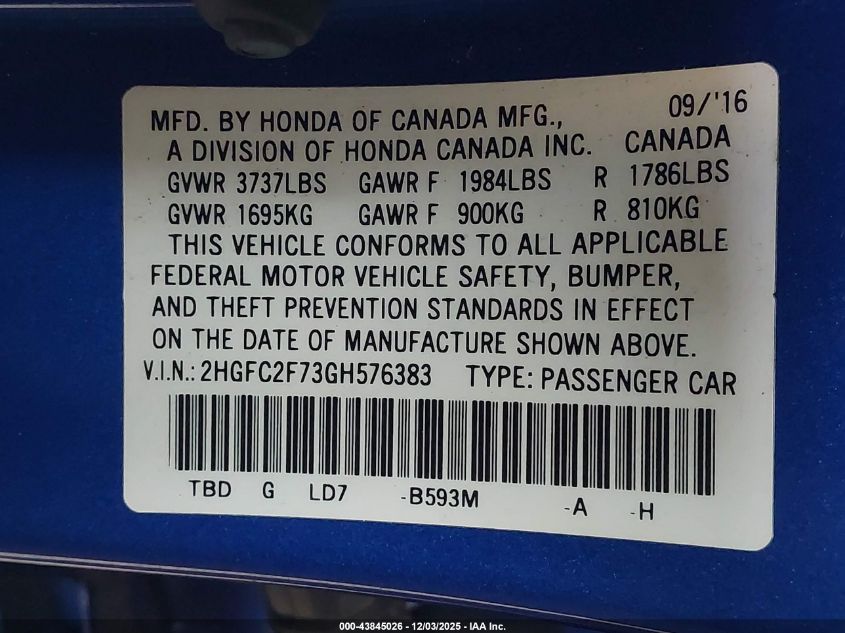 MFD. BY HONDA OF CANADA MFG., 09/'16
A DIVISION OF HONDA CANADA INC. CANADA
GVWR 3737LBS GAWR F 1984LBS R 1786LBS
GVWR 1695KG GAWR F 900KG R 810KG
THIS VEHICLE CONFORMS TO ALL APPLICABLE
FEDERAL MOTOR VEHICLE SAFETY, BUMPER,
AND THEFT PREVENTION STANDARDS IN EFFECT
ON THE DATE OF MANUFACTURE SHOWN ABOVE.
V.I.N.: 2HGFC2F73GH576383 TYPE: PASSENGER CAR
TBD G LD7 -B593M -A -H
000-43845026 - 12/03/2025 - IAA Inc.